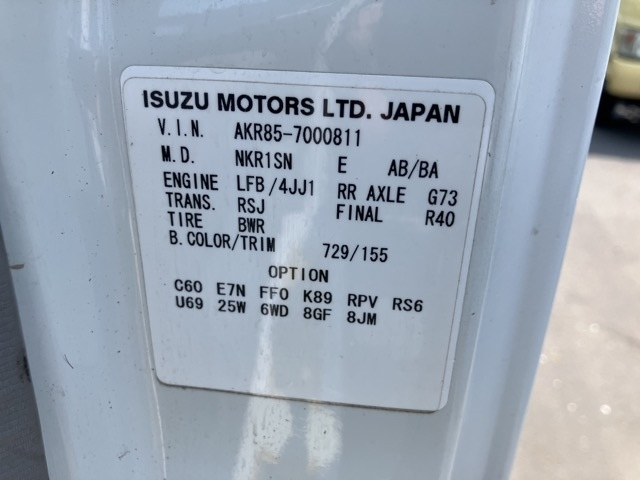 ISUZU MOTORS LTD. JAPAN
V.I.N. AKR85-7000811
M.D. NKR1SN E AB/BA
ENGINE LFB/4JJ1 RR AXLE G73
TRANS. RSJ FINAL R40
TIRE BWR
B.COLOR/TRIM 729/155
OPTION
C60 E7N FF0 K89 RPV RS6
U69 25W 6WD 8GF 8JM